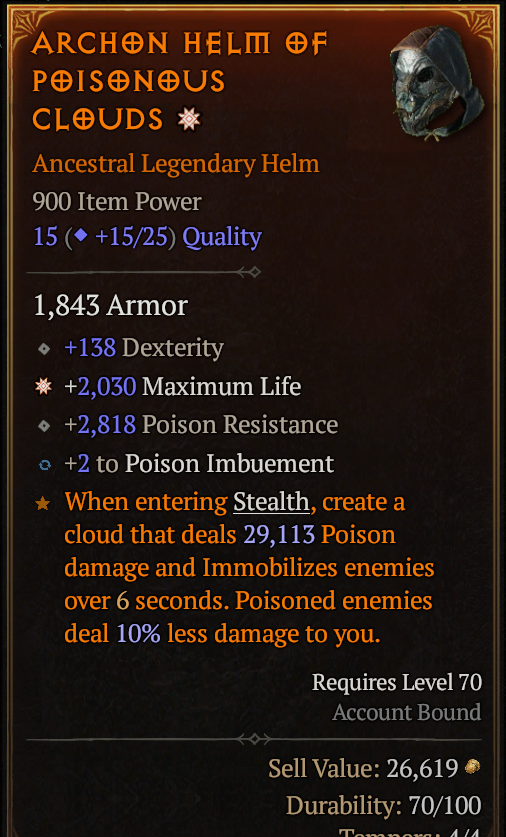 ARCHON HELM OF
POISONOUS
CLOUDS
Ancestral Legendary Helm
900 Item Power
15 (+15/25) Quality
1,843 Armor
+138 Dexterity
+2,030 Maximum Life
+2,818 Poison Resistance
+2 to Poison Imbuement
When entering Stealth, create a
cloud that deals 29,113 Poison
damage and Immobilizes enemies
over 6 seconds. Poisoned enemies
deal 10% less damage to you.
Requires Level 70
Account Bound
Sell Value: 26,619
Durability: 70/100
Tempers: 4/4